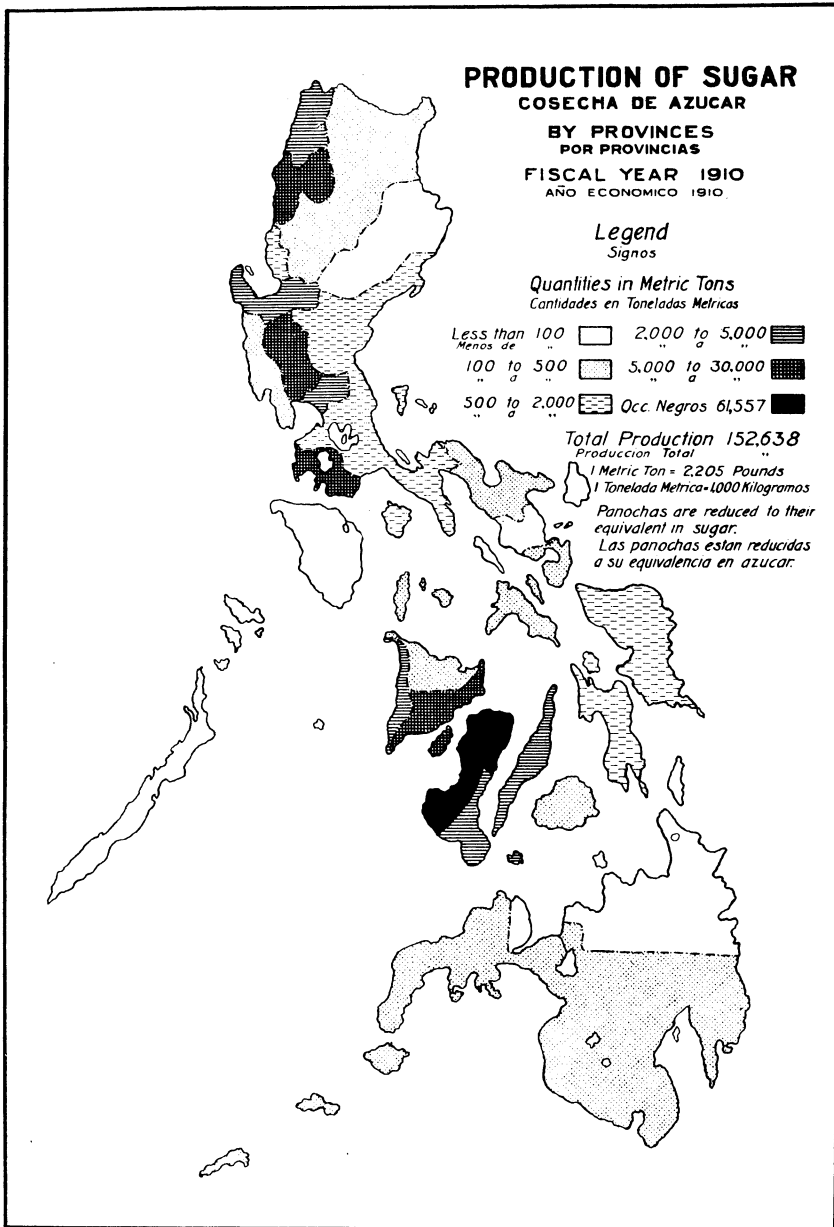 PRODUCTION OF SUGAR
COSECHA DE AZUCAR
BY PROVINCES
POR PROVINCIAS
FISCAL YEAR 1910
AÑO ECONOMICO 1910
Legend
Signos
Quantities in Metric Tons
Cantidades en Toneladas Metricas
Less than 100
Menos de „
2,000 to 5,000
„ a „
100 to 500
„ a „
5,000 to 30,000
„ a „
500 to 2,000
„ a „
Occ. Negros 61,557
Total Production 152,638
Produccion Total „
1 Metric Ton = 2,205 Pounds
1 Tonelada Metrica=1,000 Kilogramos
Panochas are reduced to their
equivalent in sugar.
Las panochas estan reducidas
a su equivalencia en azucar.